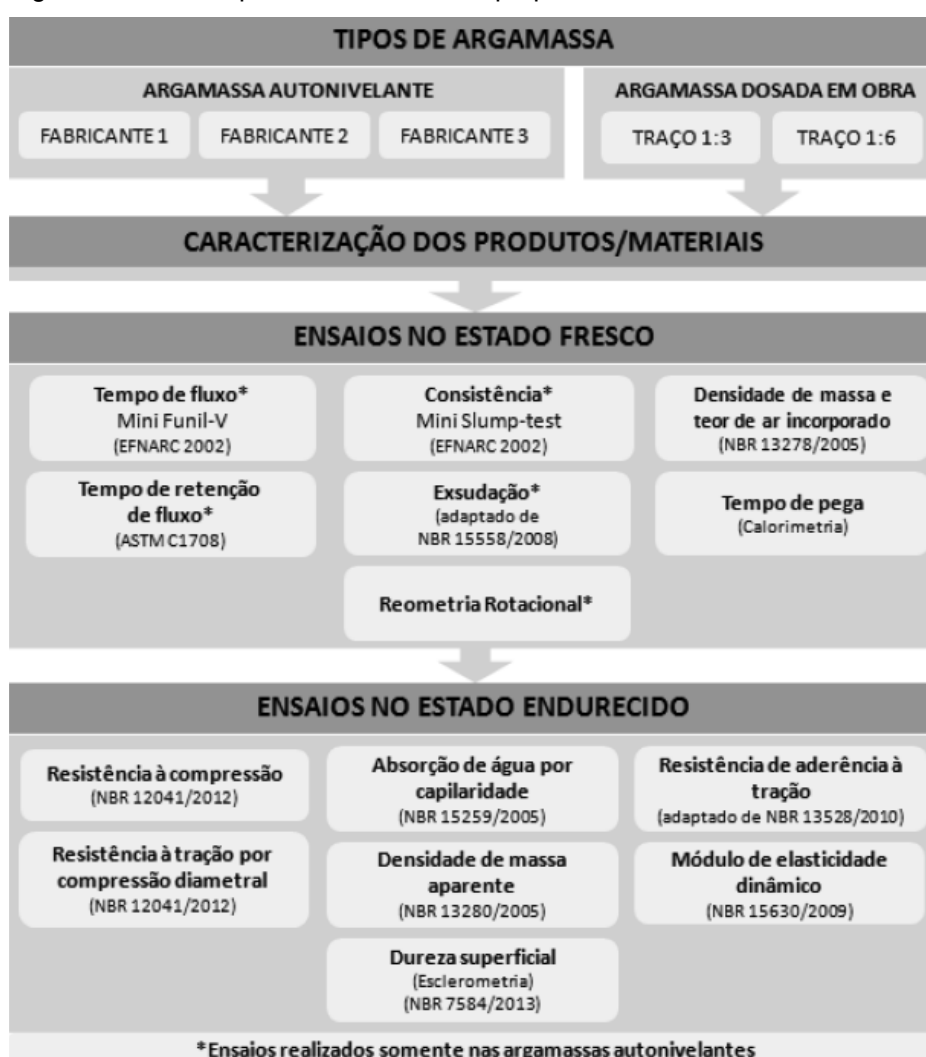 TIPOS DE ARGAMASSA
ARGAMASSA AUTONIVELANTE
FABRICANTE 1
FABRICANTE 2
FABRICANTE 3
ARGAMASSA DOSADA EM OBRA
TRAÇO 1:3
TRAÇO 1:6
CARACTERIZAÇÃO DOS PRODUTOS/MATERIAIS
ENSAIOS NO ESTADO FRESCO
Tempo de fluxo*
Mini Funil-V
(EFNARC 2002)
Consistência*
Mini Slump-test
(EFNARC 2002)
Densidade de massa e
teor de ar incorporado
(NBR 13278/2005)
Tempo de retenção
de fluxo*
(ASTM C1708)
Exsudação*
(adaptado de
NBR 15558/2008)
Tempo de pega
(Calorimetria)
Reometria Rotacional*
ENSAIOS NO ESTADO ENDURECIDO
Resistência à compressão
(NBR 12041/2012)
Absorção de água por
capilaridade
(NBR 15259/2005)
Resistência de aderência à
tração
(adaptado de NBR 13528/2010)
Resistência à tração por
compressão diametral
(NBR 12041/2012)
Densidade de massa
aparente
(NBR 13280/2005)
Módulo de elasticidade
dinâmico
(NBR 15630/2009)
Dureza superficial
(Esclerometria)
(NBR 7584/2013)
*Ensaios realizados somente nas argamassas autonivelantes